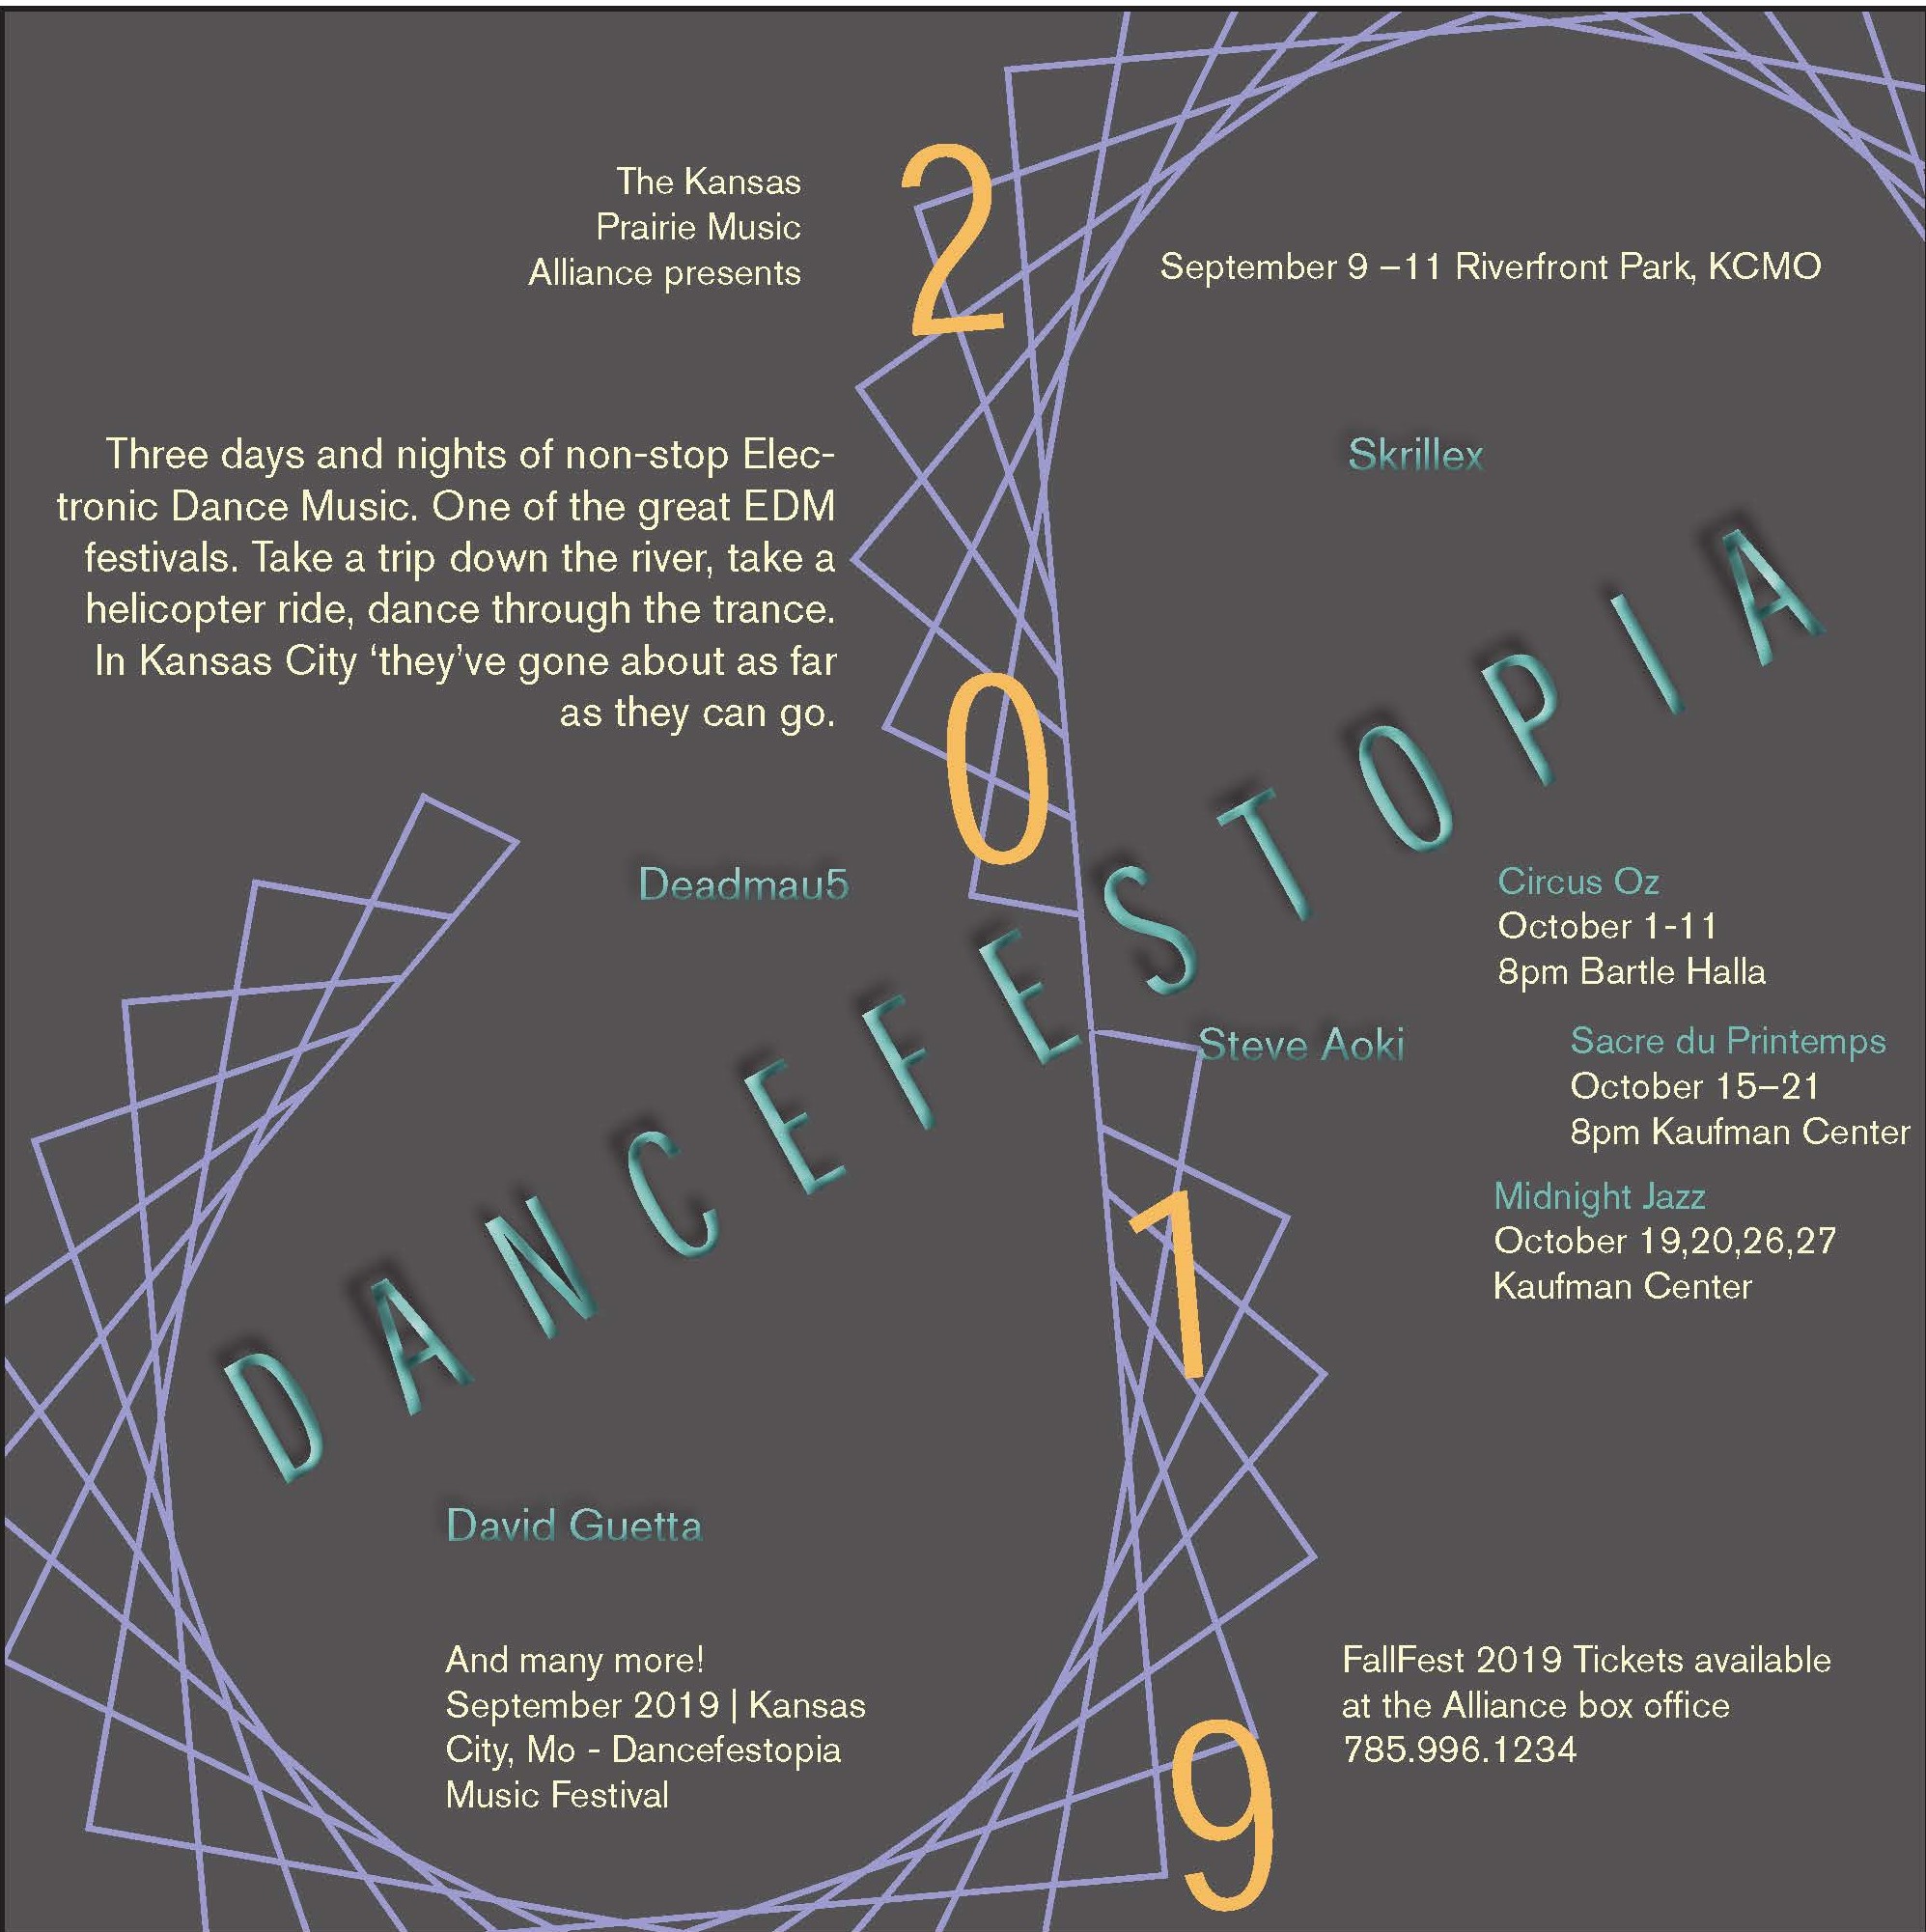 The Kansas
Prairie Music
Alliance presents
2
September 9 –11 Riverfront Park, KCMO
Three days and nights of non-stop Elec-
tronic Dance Music. One of the great EDM
festivals. Take a trip down the river, take a
helicopter ride, dance through the trance.
In Kansas City ‘they’ve gone about as far
as they can go.
Skrillex
0
DANCEFESTOPIA
Deadmau5
Circus Oz
October 1-11
8pm Bartle Halla
Steve Aoki
Sacre du Printemps
October 15–21
8pm Kaufman Center
Midnight Jazz
October 19,20,26,27
Kaufman Center
1
David Guetta
And many more!
September 2019 | Kansas
City, Mo - Dancefestopia
Music Festival
FallFest 2019 Tickets available
at the Alliance box office
785.996.1234
9